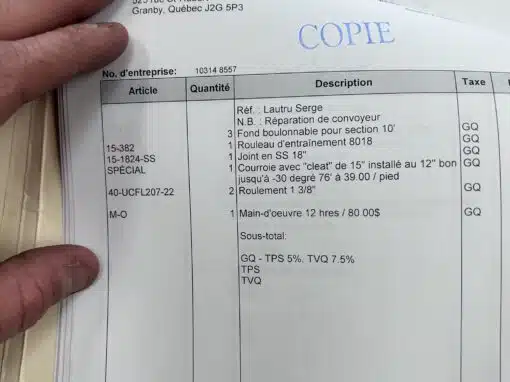 Granby, Québec J2G 5P3
COPIE
No. d'entreprise: 10314 8557
Article Quantité Description Taxe
Réf. : Lautru Serge
N.B. : Réparation de convoyeur
3 Fond boulonnable pour section 10' GQ
15-382 1 Rouleau d'entraînement 8018 GQ
15-1824-SS 1 Joint en SS 18" GQ
SPÉCIAL 1 Courroie avec "cleat" de 15" installé au 12" bon GQ
jusqu'à -30 degré 76' à 39.00 / pied
40-UCFL207-22 2 Roulement 1 3/8" GQ
M-O 1 Main-d'oeuvre 12 hres / 80.00$ GQ
Sous-total:
GQ - TPS 5%. TVQ 7.5%
TPS
TVQ